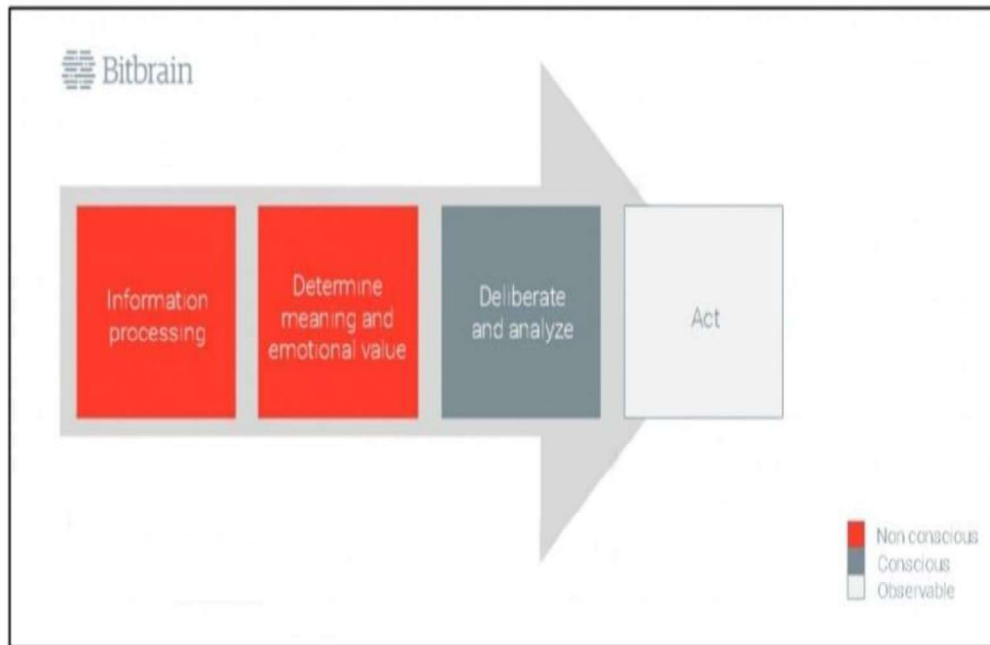 Bitbrain
Information
processing
Determine
meaning and
emotional value
Deliberate
and analyze
Act
Non conscious
Conscious
Observable